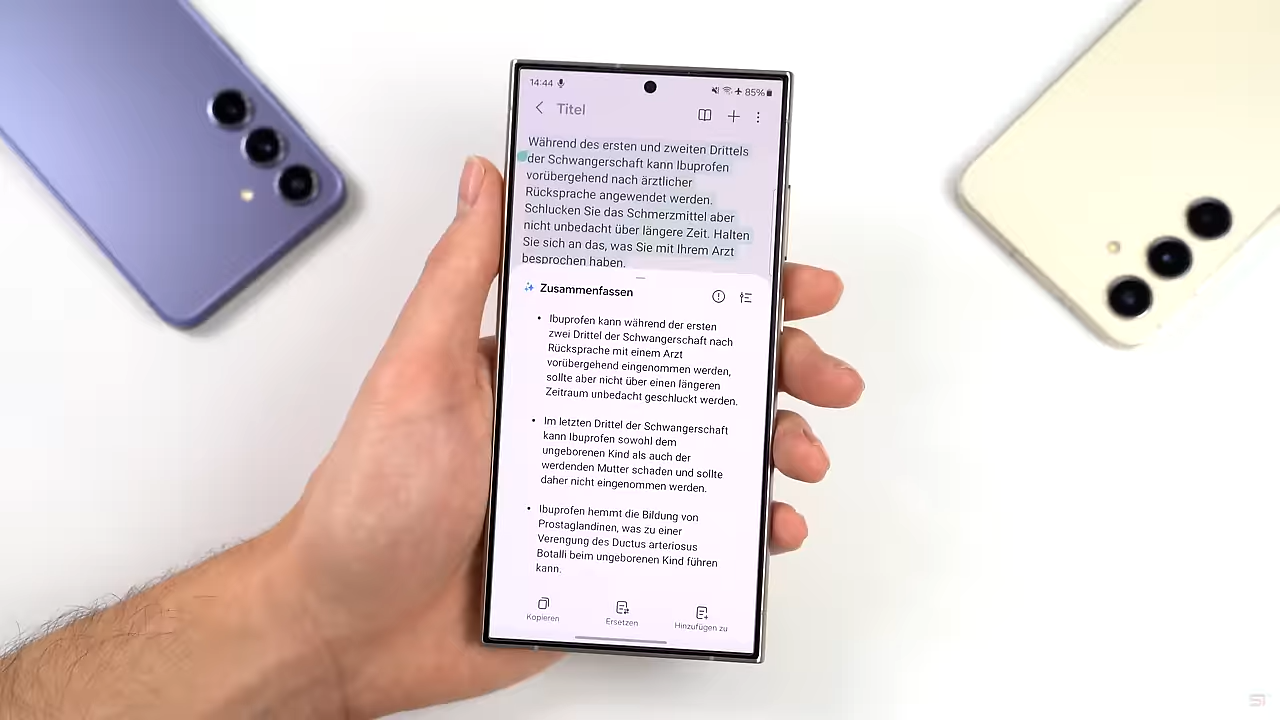 14:44
85%
Titel
Während des ersten und zweiten Drittels
der Schwangerschaft kann Ibuprofen
vorübergehend nach ärztlicher
Rücksprache angewendet werden.
Schlucken Sie das Schmerzmittel aber
nicht unbedacht über längere Zeit. Halten
Sie sich an das, was Sie mit Ihrem Arzt
besprochen haben.
Zusammenfassen
• Ibuprofen kann während der ersten
zwei Drittel der Schwangerschaft nach
Rücksprache mit einem Arzt
vorübergehend eingenommen werden,
sollte aber nicht über einen längeren
Zeitraum unbedacht geschluckt werden.
• Im letzten Drittel der Schwangerschaft
kann Ibuprofen sowohl dem
ungeborenen Kind als auch der
werdenden Mutter schaden und sollte
daher nicht eingenommen werden.
• Ibuprofen hemmt die Bildung von
Prostaglandinen, was zu einer
Verengung des Ductus arteriosus
Botalli beim ungeborenen Kind führen
kann.
Kopieren
Ersetzen
Hinzufügen zu